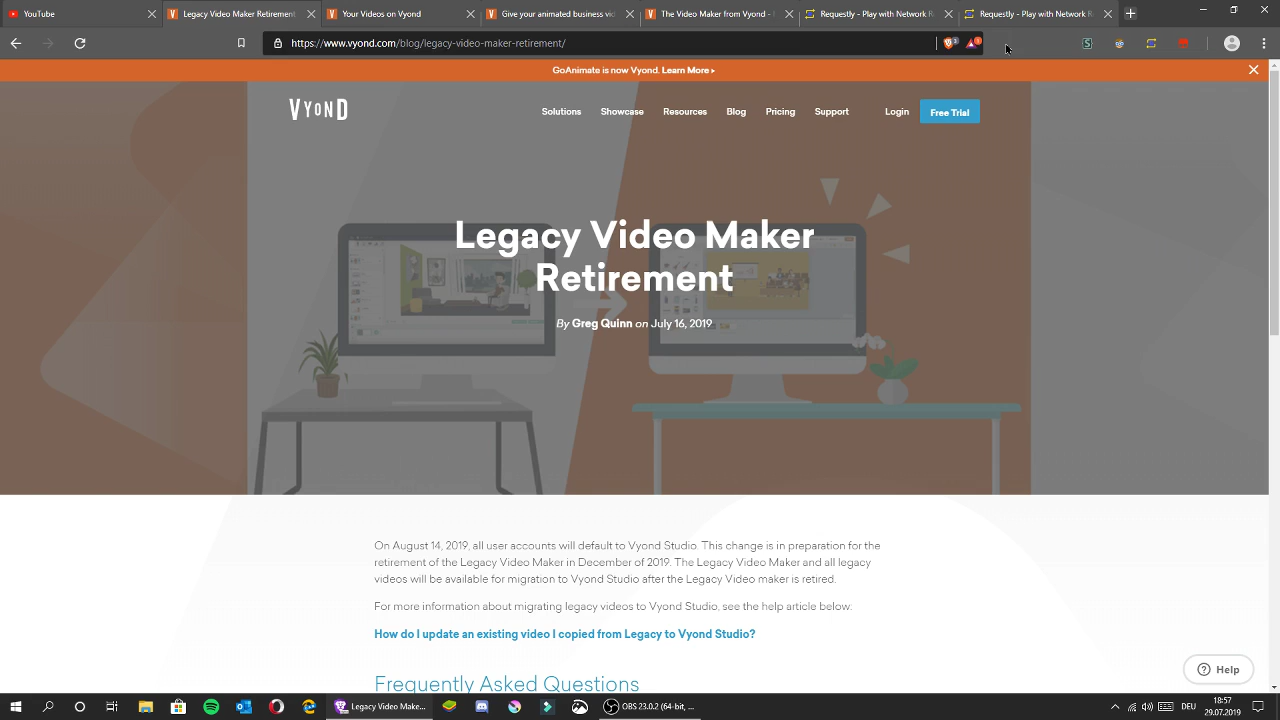 YouTube
Legacy Video Maker Retirement
Your Videos on Vyond
Give your animated business vid
The Video Maker from Vyond -
Requestly - Play with Network R
Requestly - Play with Network R
https://www.vyond.com/blog/legacy-video-maker-retirement/
GoAnimate is now Vyond. Learn More ▸
VYOND
Solutions
Showcase
Resources
Blog
Pricing
Support
Login
Free Trial
Legacy Video Maker
Retirement
By Greg Quinn on July 16, 2019
On August 14, 2019, all user accounts will default to Vyond Studio. This change is in preparation for the
retirement of the Legacy Video Maker in December of 2019. The Legacy Video Maker and all legacy
videos will be available for migration to Vyond Studio after the Legacy Video maker is retired.
For more information about migrating legacy videos to Vyond Studio, see the help article below:
How do I update an existing video I copied from Legacy to Vyond Studio?
Frequently Asked Questions
Help
Legacy Video Make...
OBS 23.0.2 (64-bit, ...
DEU
18:57
29.07.2019